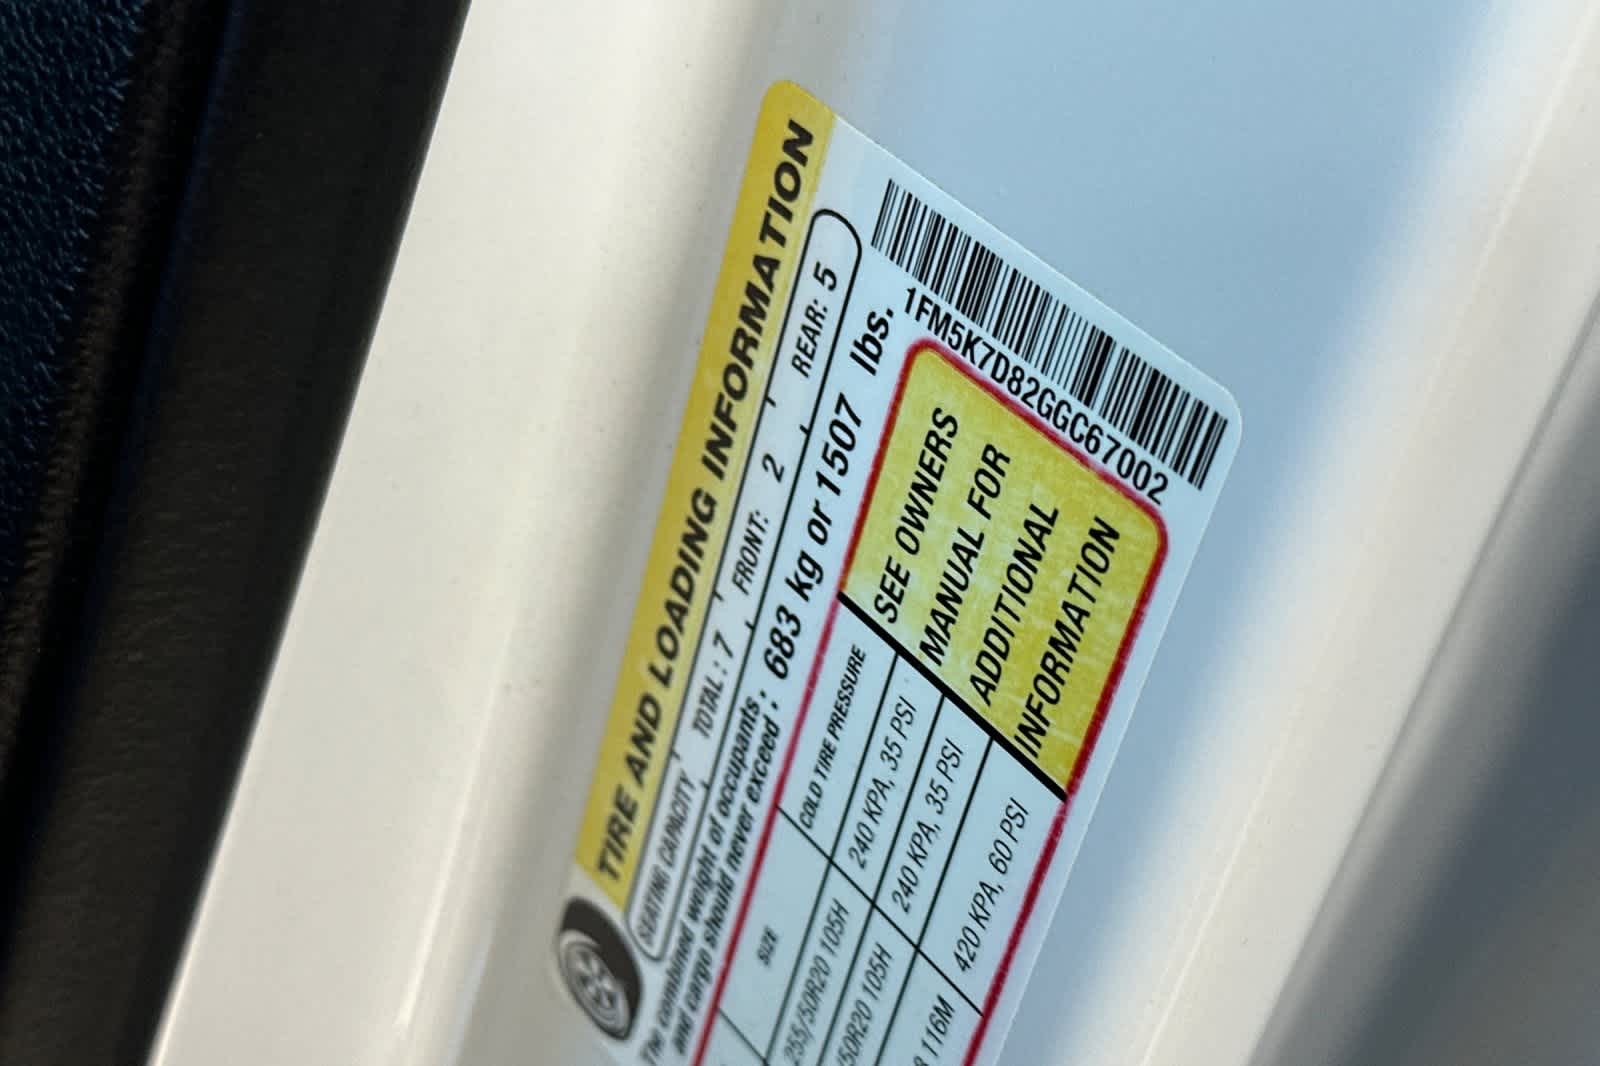 TIRE AND LOADING INFORMATION
SEATING CAPACITY TOTAL: 7 FRONT: 2 REAR: 5
The combined weight of occupants
and cargo should never exceed 683 kg or 1507 lbs.
1FM5K7D82GGC67002
SIZE COLD TIRE PRESSURE
255/50R20 105H 240 KPA, 35 PSI
/50R20 105H 240 KPA, 35 PSI
116M 420 KPA, 60 PSI
SEE OWNERS
MANUAL FOR
ADDITIONAL
INFORMATION